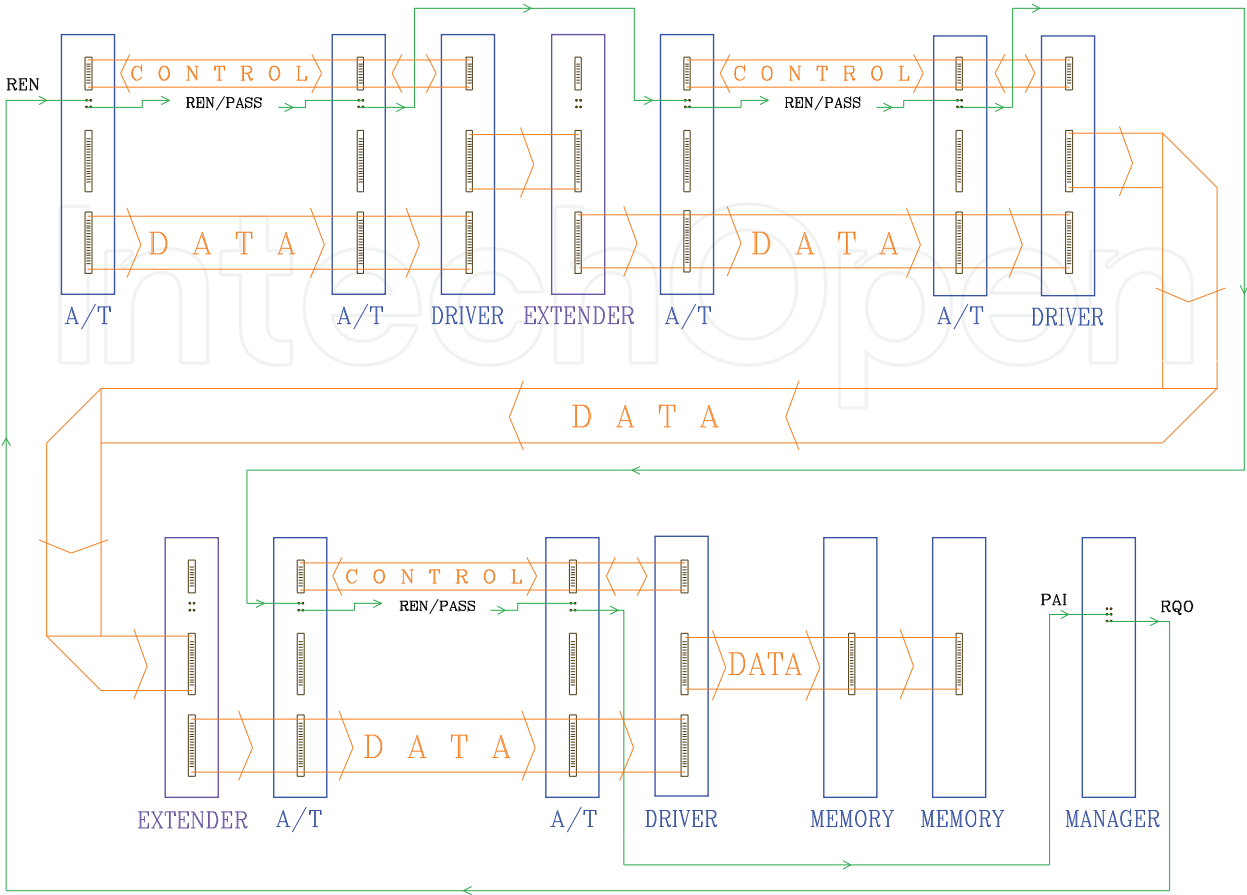 CONTROL
CONTROL
REN
REN/PASS
REN/PASS
DATA
DATA
IntechOpen
A/T
A/T
DRIVER
EXTENDER
A/T
A/T
DRIVER
DATA
CONTROL
REN/PASS
PAI
RQO
DATA
DATA
EXTENDER
A/T
A/T
DRIVER
MEMORY
MEMORY
MANAGER